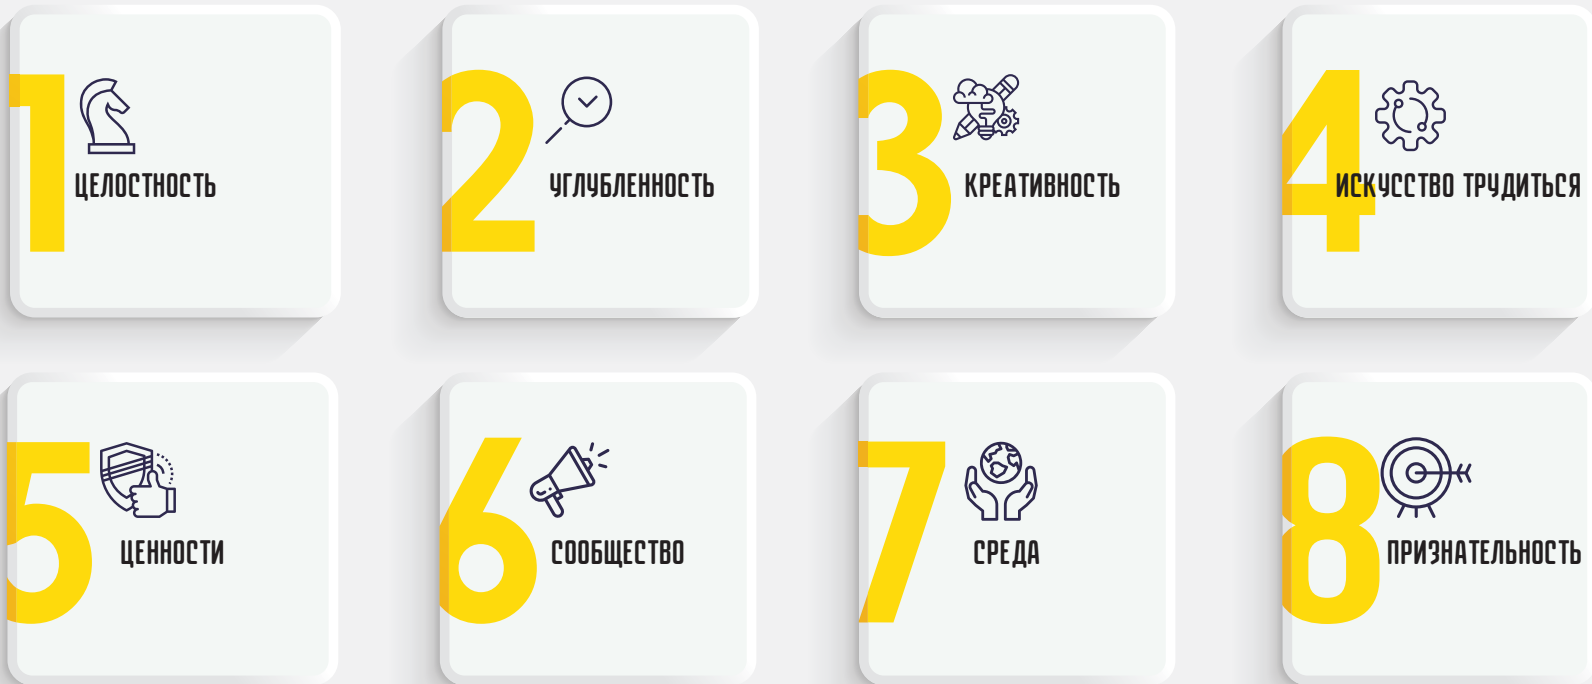 1
ЦЕЛОСТНОСТЬ
2
УГЛУБЛЕННОСТЬ
3
КРЕАТИВНОСТЬ
4
ИСКУССТВО ТРУДИТЬСЯ
5
ЦЕННОСТИ
6
СООБЩЕСТВО
7
СРЕДА
8
ПРИЗНАТЕЛЬНОСТЬ